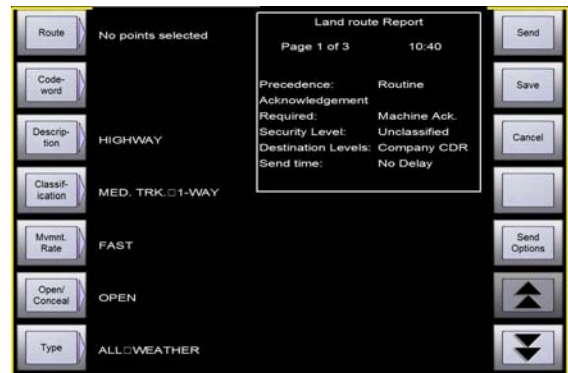 Route
No points selected
Code-
word
Descrip-
tion
HIGHWAY
Classif-
ication
MED. TRK.□1-WAY
Mvmnt.
Rate
FAST
Open/
Conceal
OPEN
Type
ALL□WEATHER
Land route Report
Page 1 of 3 10:40
Precedence: Routine
Acknowledgement
Required: Machine Ack.
Security Level: Unclassified
Destination Levels: Company CDR
Send time: No Delay
Send
Save
Cancel
Send
Options